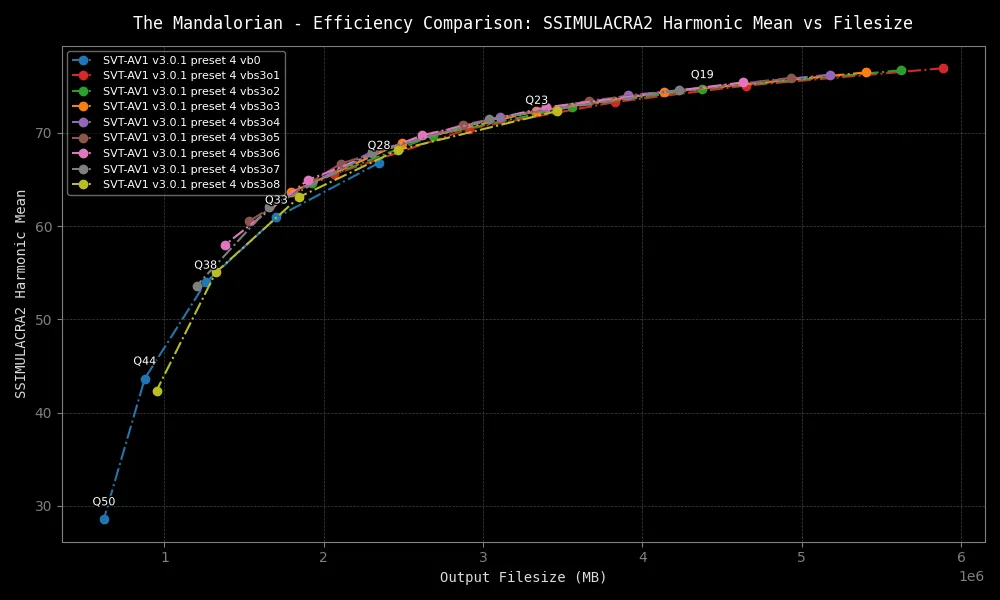 The Mandalorian - Efficiency Comparison: SSIMULACRA2 Harmonic Mean vs Filesize
SVT-AV1 v3.0.1 preset 4 vb0
SVT-AV1 v3.0.1 preset 4 vbs3o1
SVT-AV1 v3.0.1 preset 4 vbs3o2
SVT-AV1 v3.0.1 preset 4 vbs3o3
SVT-AV1 v3.0.1 preset 4 vbs3o4
SVT-AV1 v3.0.1 preset 4 vbs3o5
SVT-AV1 v3.0.1 preset 4 vbs3o6
SVT-AV1 v3.0.1 preset 4 vbs3o7
SVT-AV1 v3.0.1 preset 4 vbs3o8
Q19
Q23
Q28
Q33
Q38
Q44
Q50
SSIMULACRA2 Harmonic Mean
70
60
50
40
30
1 2 3 4 5 6
1e6
Output Filesize (MB)